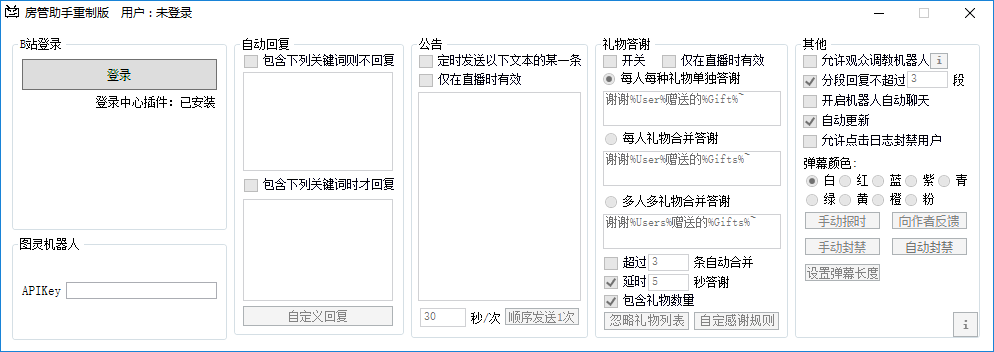 房管助手重制版 用户：未登录
B站登录
登录
登录中心插件：已安装
图灵机器人
APIKey
自动回复
包含下列关键词则不回复
包含下列关键词时才回复
自定义回复
公告
定时发送以下文本的某一条
仅在直播时有效
30 秒/次 顺序发送1次
礼物答谢
开关 仅在直播时有效
每人每种礼物单独答谢
谢谢%User%赠送的%Gift%~
每人礼物合并答谢
谢谢%User%赠送的%Gifts%~
多人多礼物合并答谢
谢谢%Users%赠送的%Gifts%~
超过 3 条自动合并
延时 5 秒答谢
包含礼物数量
忽略礼物列表 自定感谢规则
其他
允许观众调教机器人 i
分段回复不超过 3 段
开启机器人自动聊天
自动更新
允许点击日志封禁用户
弹幕颜色：
白 红 蓝 紫 青
绿 黄 橙 粉
手动报时 向作者反馈
手动封禁 自动封禁
设置弹幕长度
i